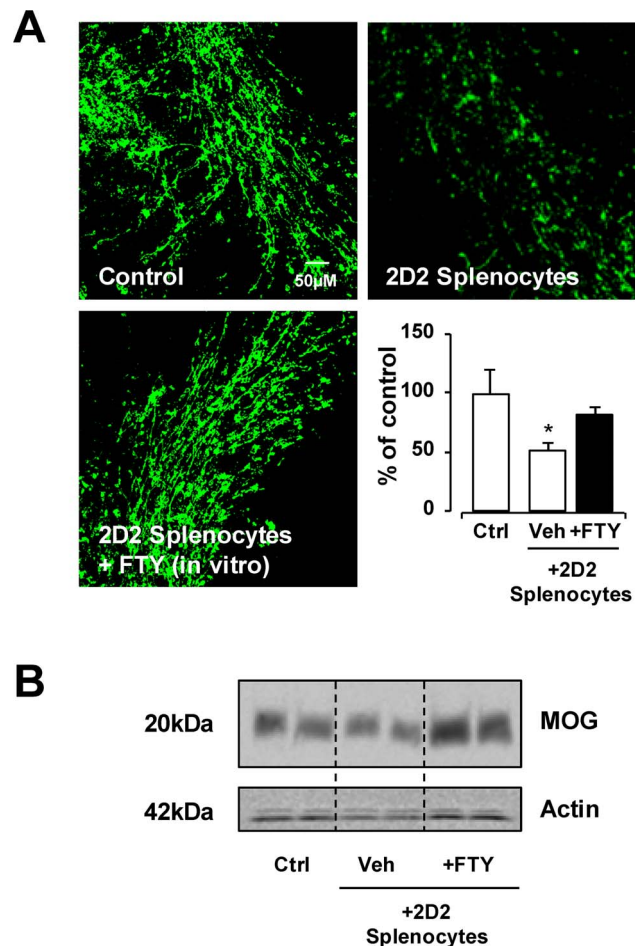 A
Control
50µM
2D2 Splenocytes
2D2 Splenocytes
+ FTY (in vitro)
% of control
150
100
50
0
*
Ctrl
Veh +FTY
+2D2
Splenocytes
B
20kDa
MOG
42kDa
Actin
Ctrl
Veh
+FTY
+2D2
Splenocytes